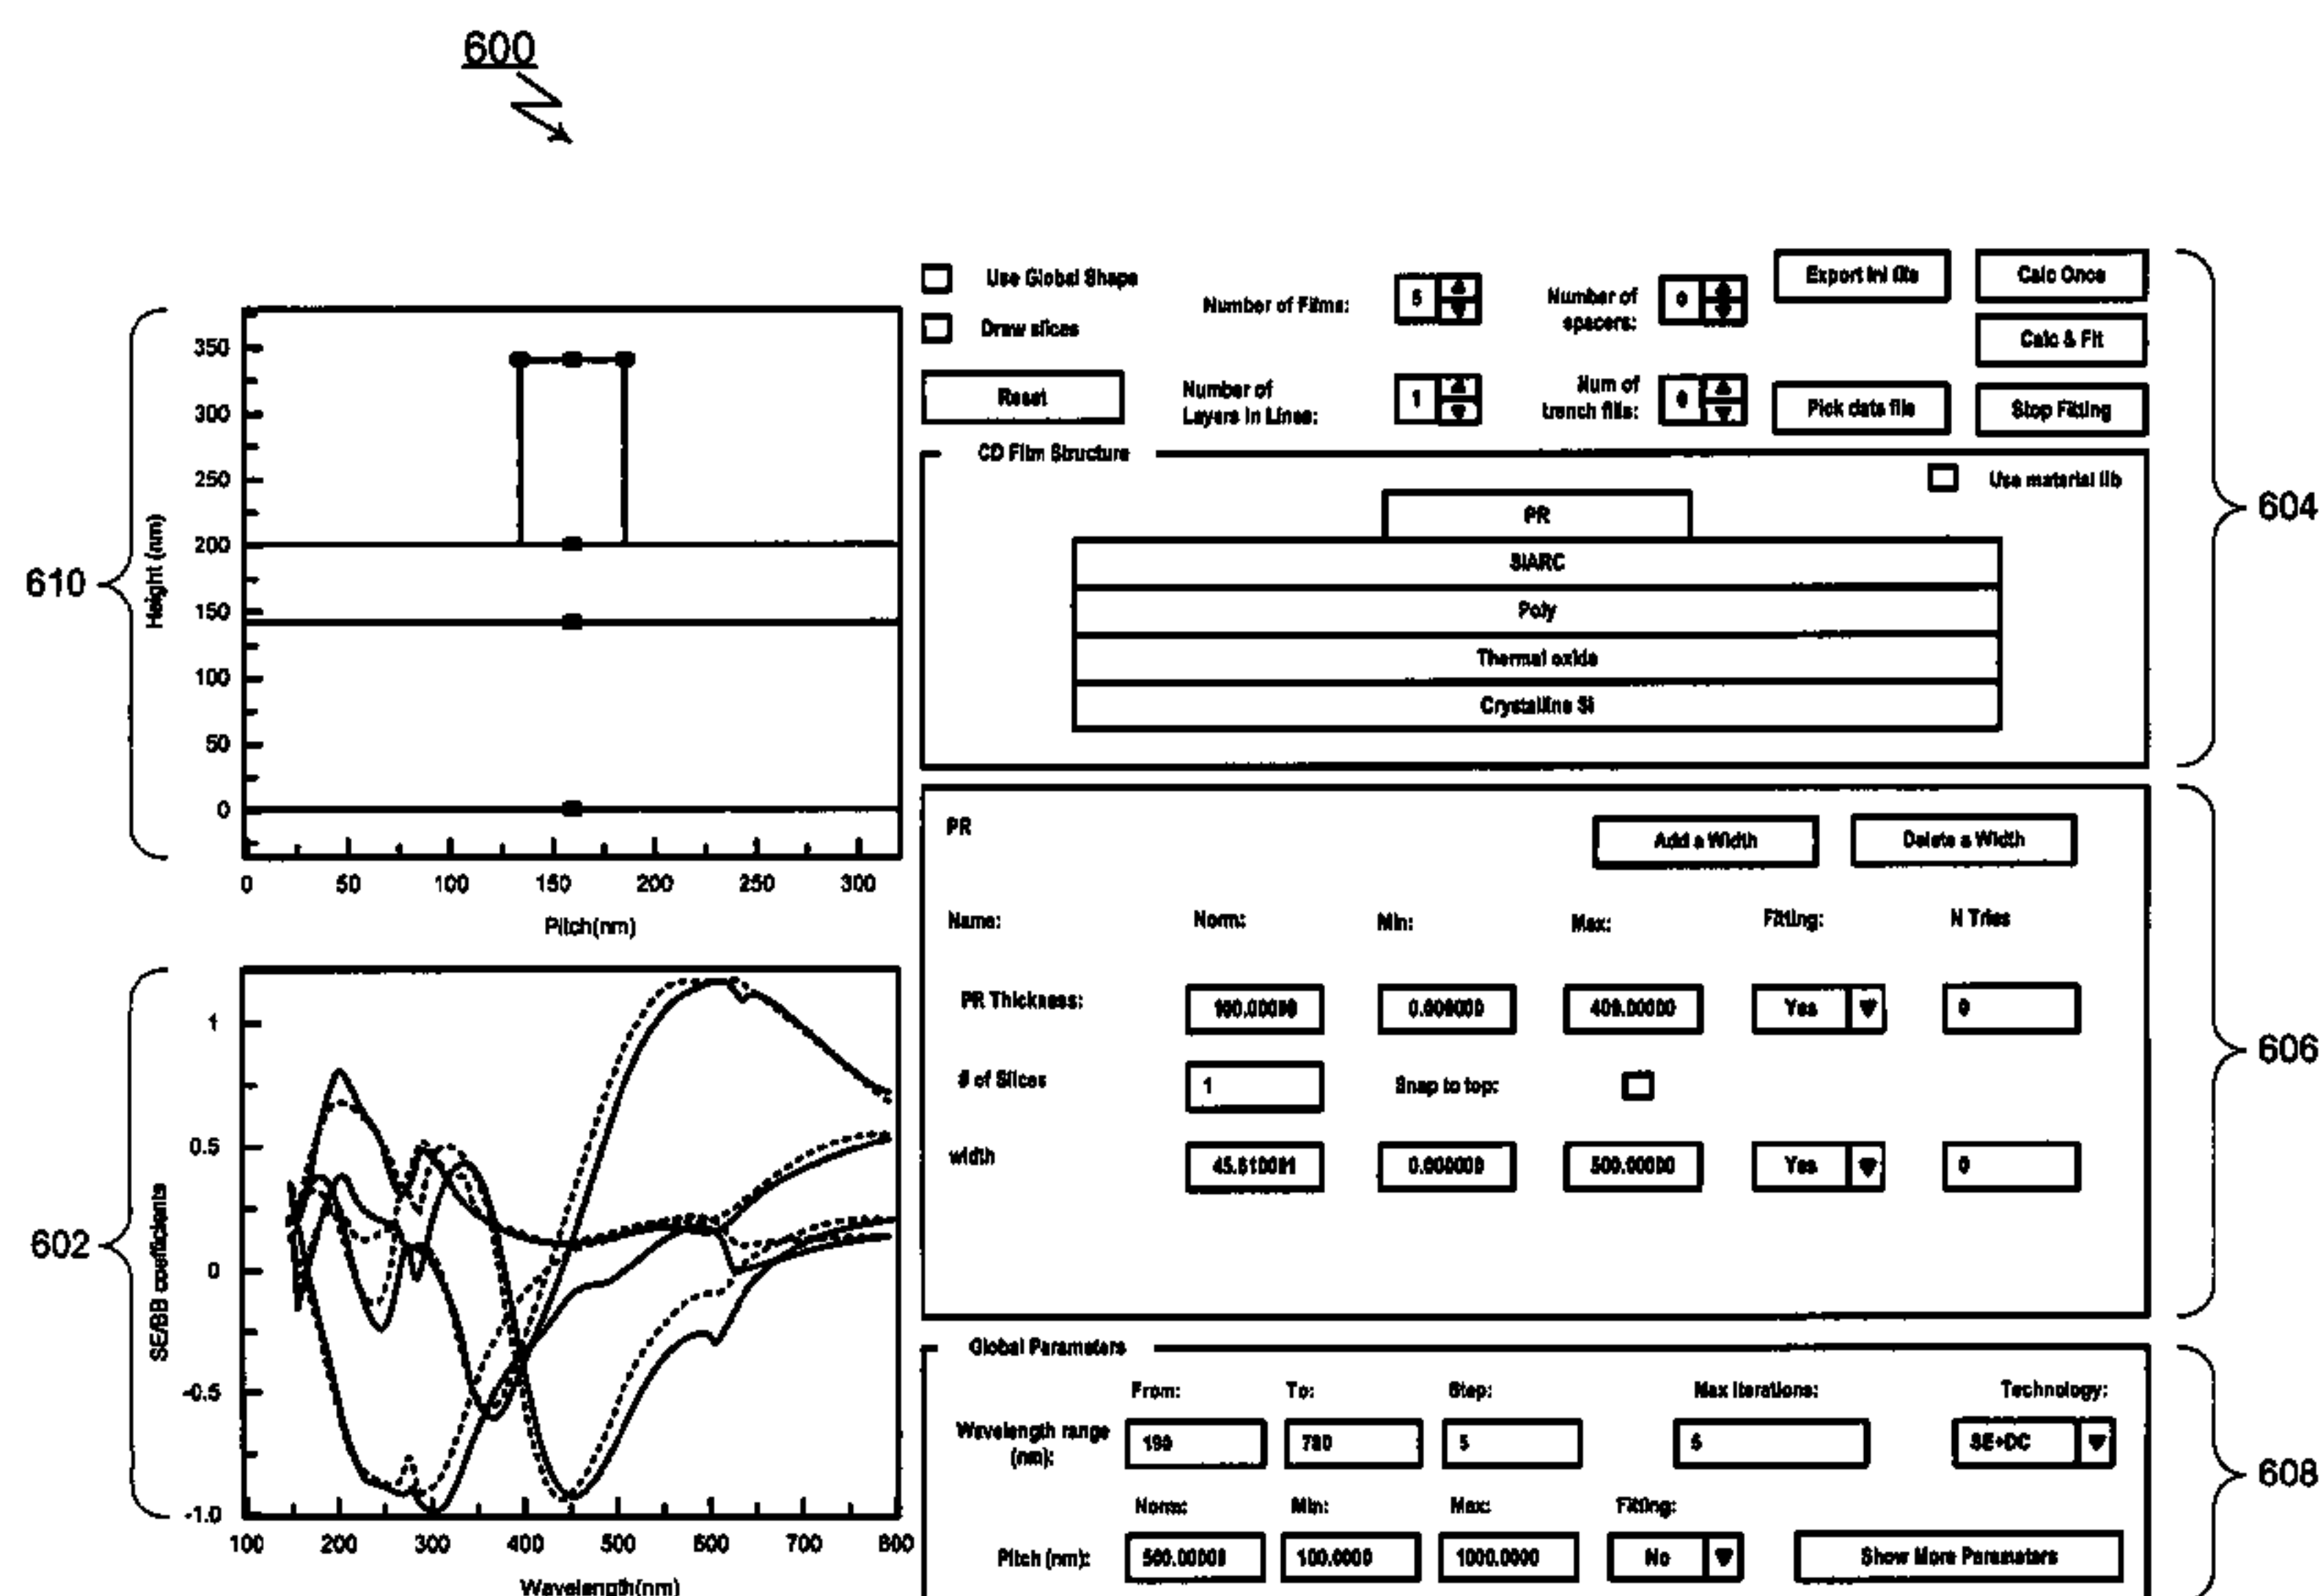 600
Use Global Shape
Draw slices
Reset
Number of Films:
5
Number of
Layers in Lines:
1
Number of
spacers:
0
Num of
trench fills:
0
Export ini file
Pick data file
Calc Once
Calc & Fit
Stop Fitting
604
CD Film Structure
Use material lib
PR
SIARC
Poly
Thermal oxide
Crystalline Si
610
Height (nm)
350
300
250
200
150
100
50
0
0 50 100 150 200 250 300
Pitch(nm)
PR
Add a Width
Delete a Width
Name: Norm: Min: Max: Fitting: N Tries
PR Thickness: 0.000000 Yes 0
# of Slices 1 Snap to top:
width 0.000000 500.00000 Yes 0
606
602
SE/BB coefficients
1
0.5
0
-0.5
-1.0
100 200 300 400 500 600 700 800
Wavelength(nm)
Global Parameters
From: To: Step: Max Iterations: Technology:
Wavelength range
(nm):
190 780 5 5 SE+DC
Norm: Min: Max: Fitting:
Pitch (nm): 500.00000 100.0000 1000.0000 No Show More Parameters
608